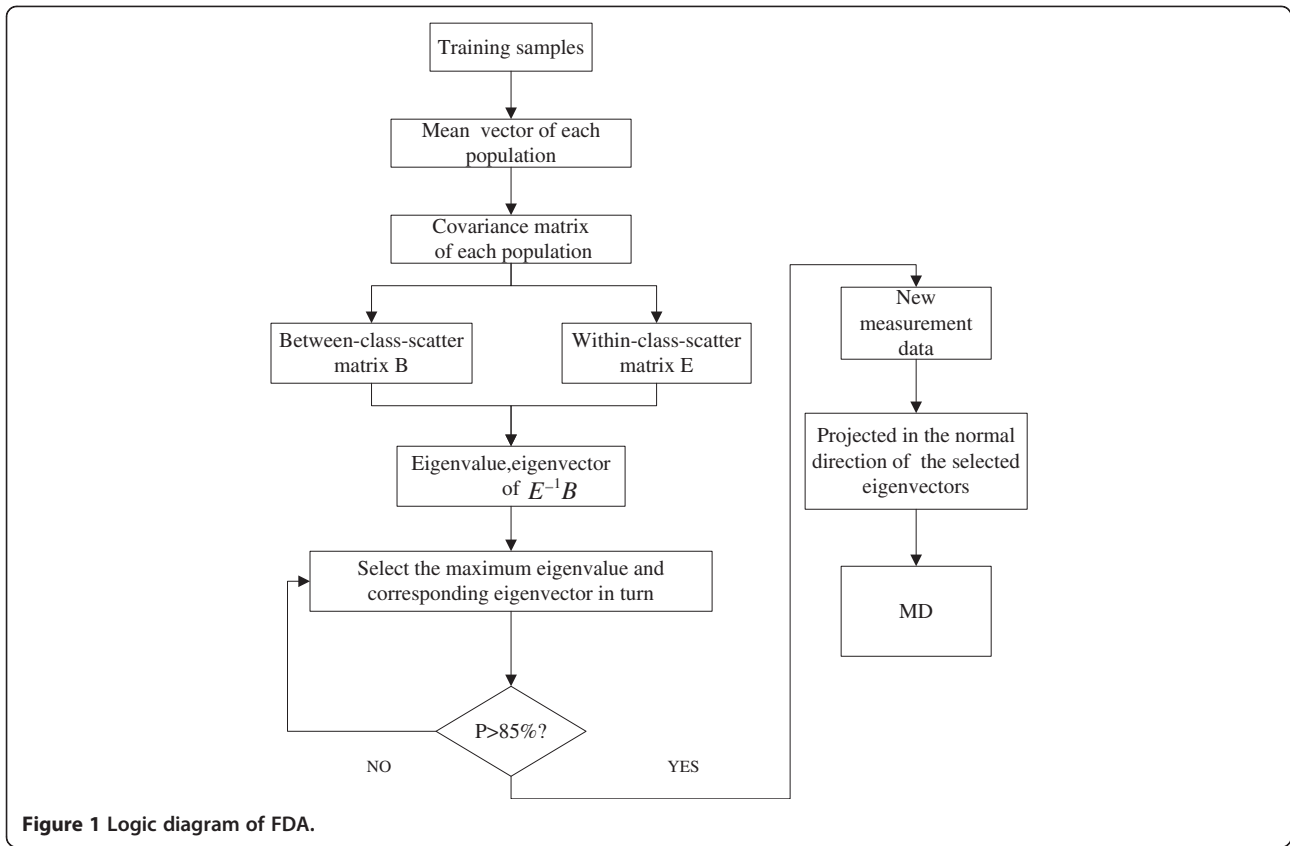 Training samples
Mean vector of each
population
Covariance matrix
of each population
Between-class-scatter
matrix B
Within-class-scatter
matrix E
Eigenvalue,eigenvector
of E⁻¹B
Select the maximum eigenvalue and
corresponding eigenvector in turn
P>85%?
NO
YES
New
measurement
data
Projected in the normal
direction of the selected
eigenvectors
MD
Figure 1 Logic diagram of FDA.